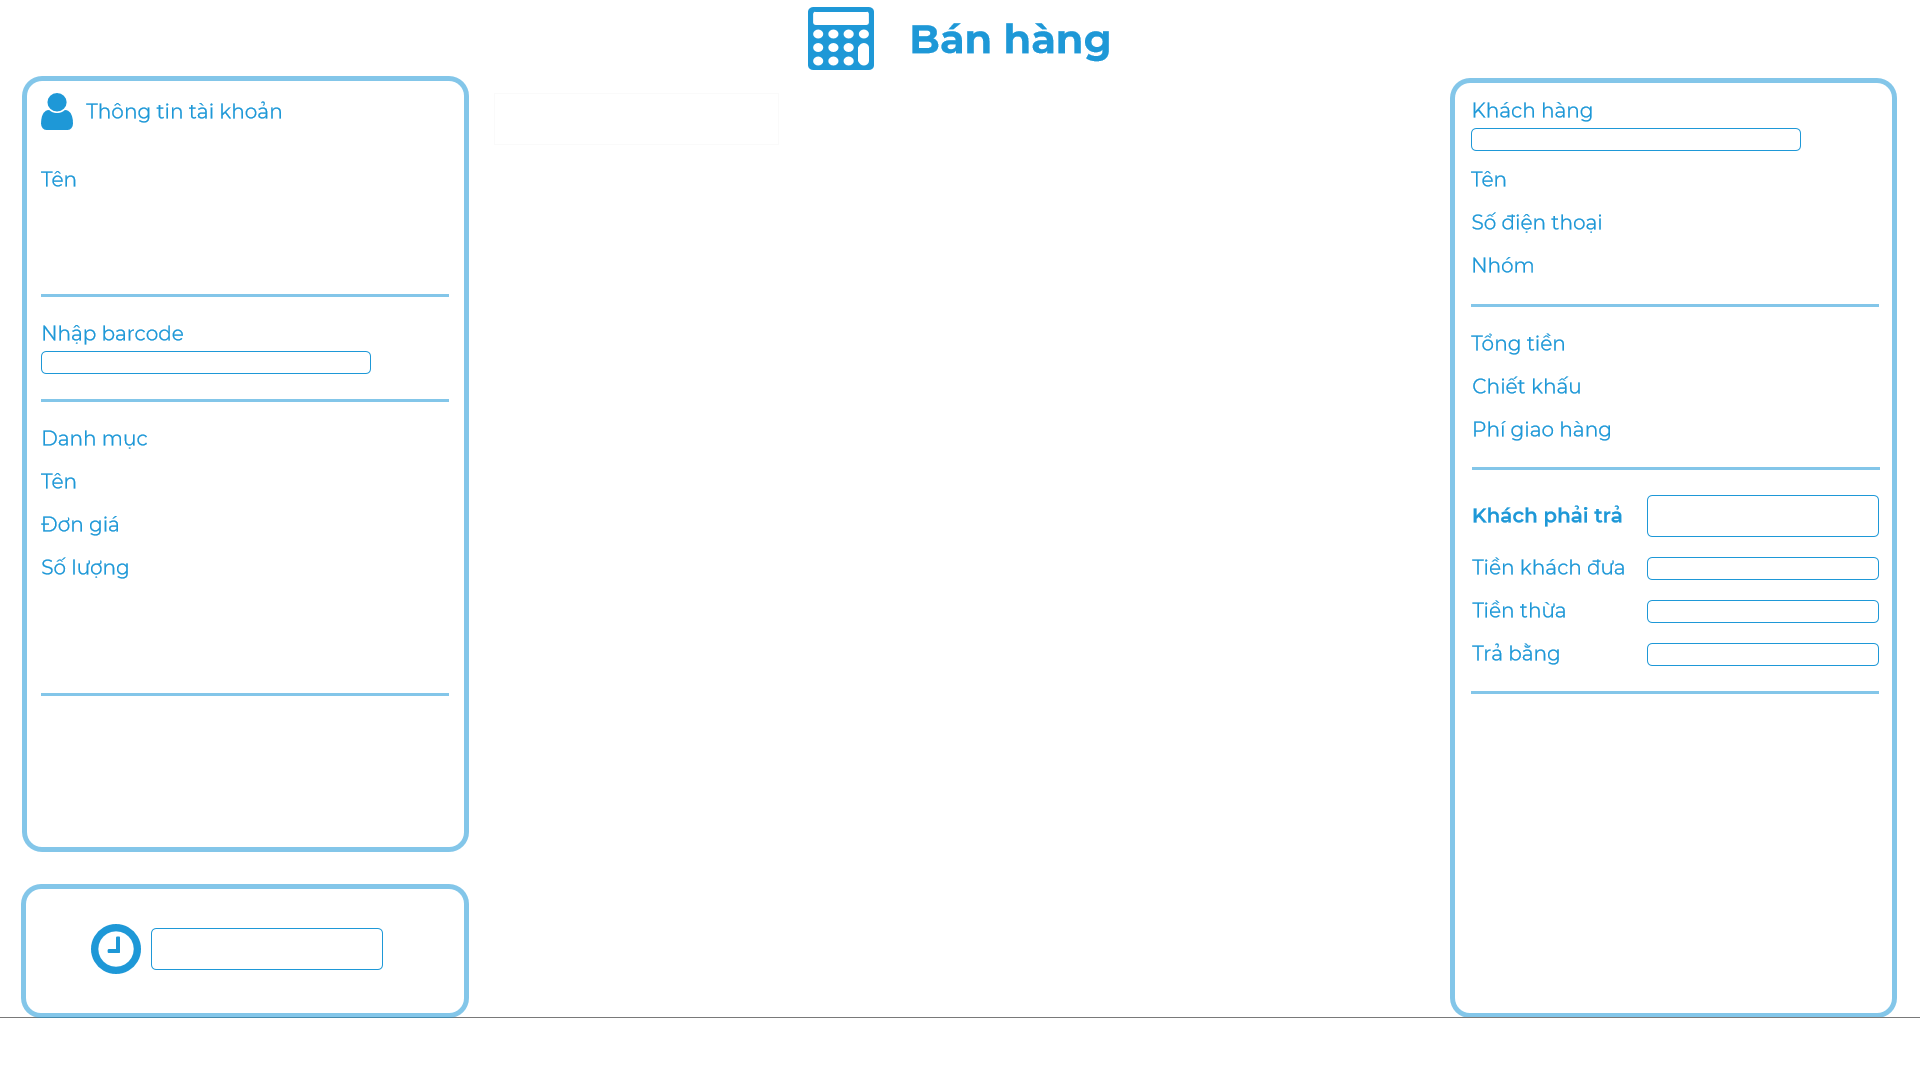 Bán hàng
Thông tin tài khoản
Tên
Nhập barcode
Danh mục
Tên
Đơn giá
Số lượng
Khách hàng
Tên
Số điện thoại
Nhóm
Tổng tiền
Chiết khấu
Phí giao hàng
Khách phải trả
Tiền khách đưa
Tiền thừa
Trả bằng